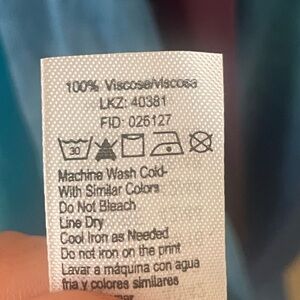 100% Viscose/viscosa
LKZ: 40381
FID: 026127
30
Machine Wash Cold-
With Similar Colors
Do Not Bleach
Line Dry
Cool Iron as Needed
Do not iron on the print
Lavar a máquina con agua
fria y colores similares